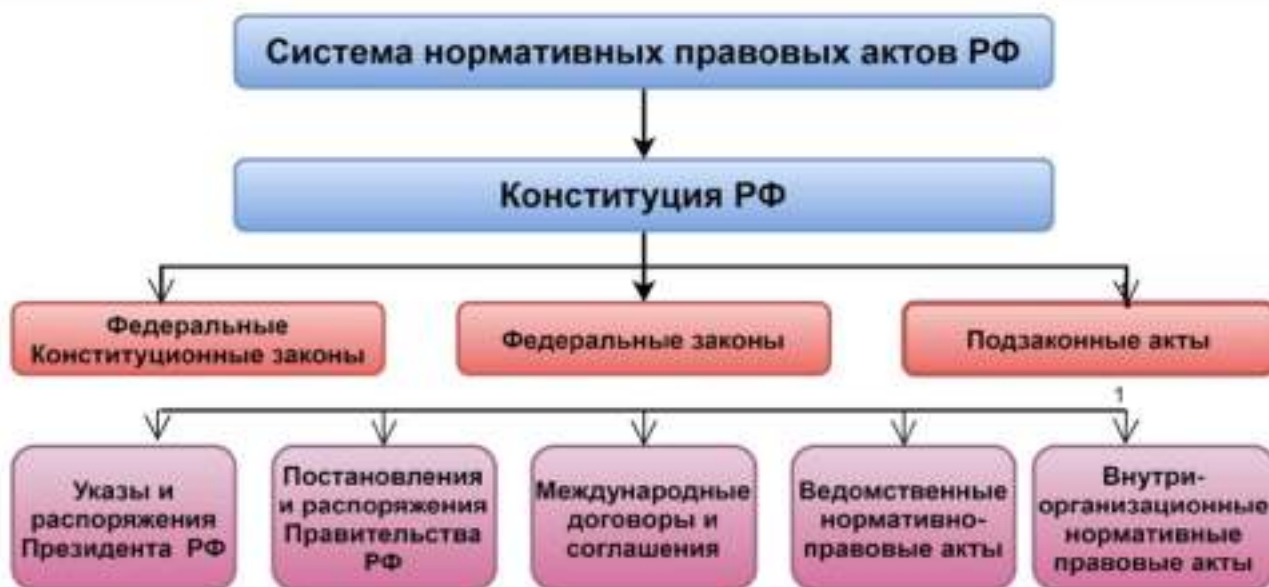 Система нормативных правовых актов РФ
Конституция РФ
Федеральные
Конституционные законы
Федеральные законы
Подзаконные акты
1
Указы и
распоряжения
Президента РФ
Постановления
и распоряжения
Правительства
РФ
Международные
договоры и
соглашения
Ведомственные
нормативно-
правовые акты
Внутри-
организационные
нормативные
правовые акты